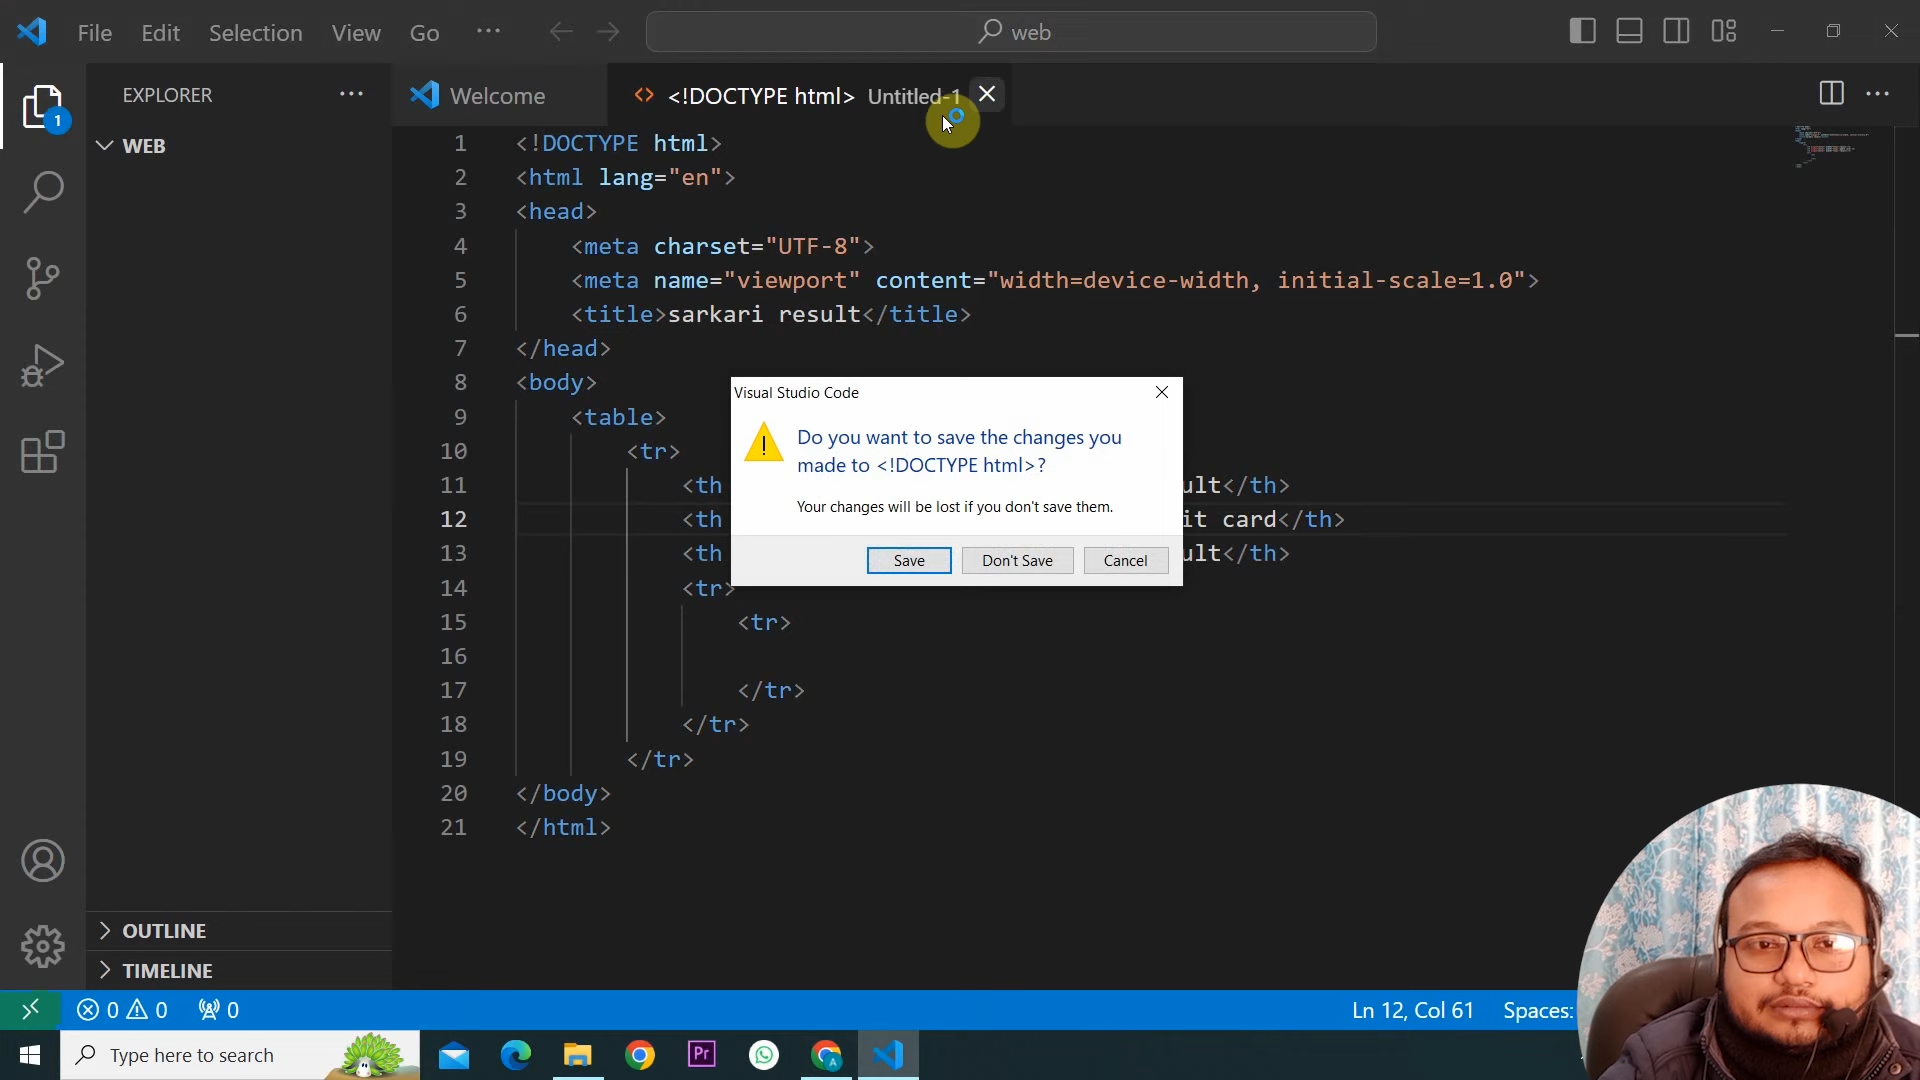 File Edit Selection View Go ··· web
EXPLORER ···
Welcome
<!DOCTYPE html> Untitled-1
1
WEB
1 <!DOCTYPE html>
2 <html lang="en">
3 <head>
4 <meta charset="UTF-8">
5 <meta name="viewport" content="width=device-width, initial-scale=1.0">
6 <title>sarkari result</title>
7 </head>
8 <body>
9 <table>
10 <tr>
11 <th ult</th>
12 <th it card</th>
13 <th ult</th>
14 <tr>
15 <tr>
16
17 </tr>
18 </tr>
19 </tr>
20 </body>
21 </html>
Visual Studio Code
Do you want to save the changes you
made to <!DOCTYPE html>?
Your changes will be lost if you don't save them.
Save Don't Save Cancel
OUTLINE
TIMELINE
0 0 0 Ln 12, Col 61 Spaces:
Type here to search
Pr
A